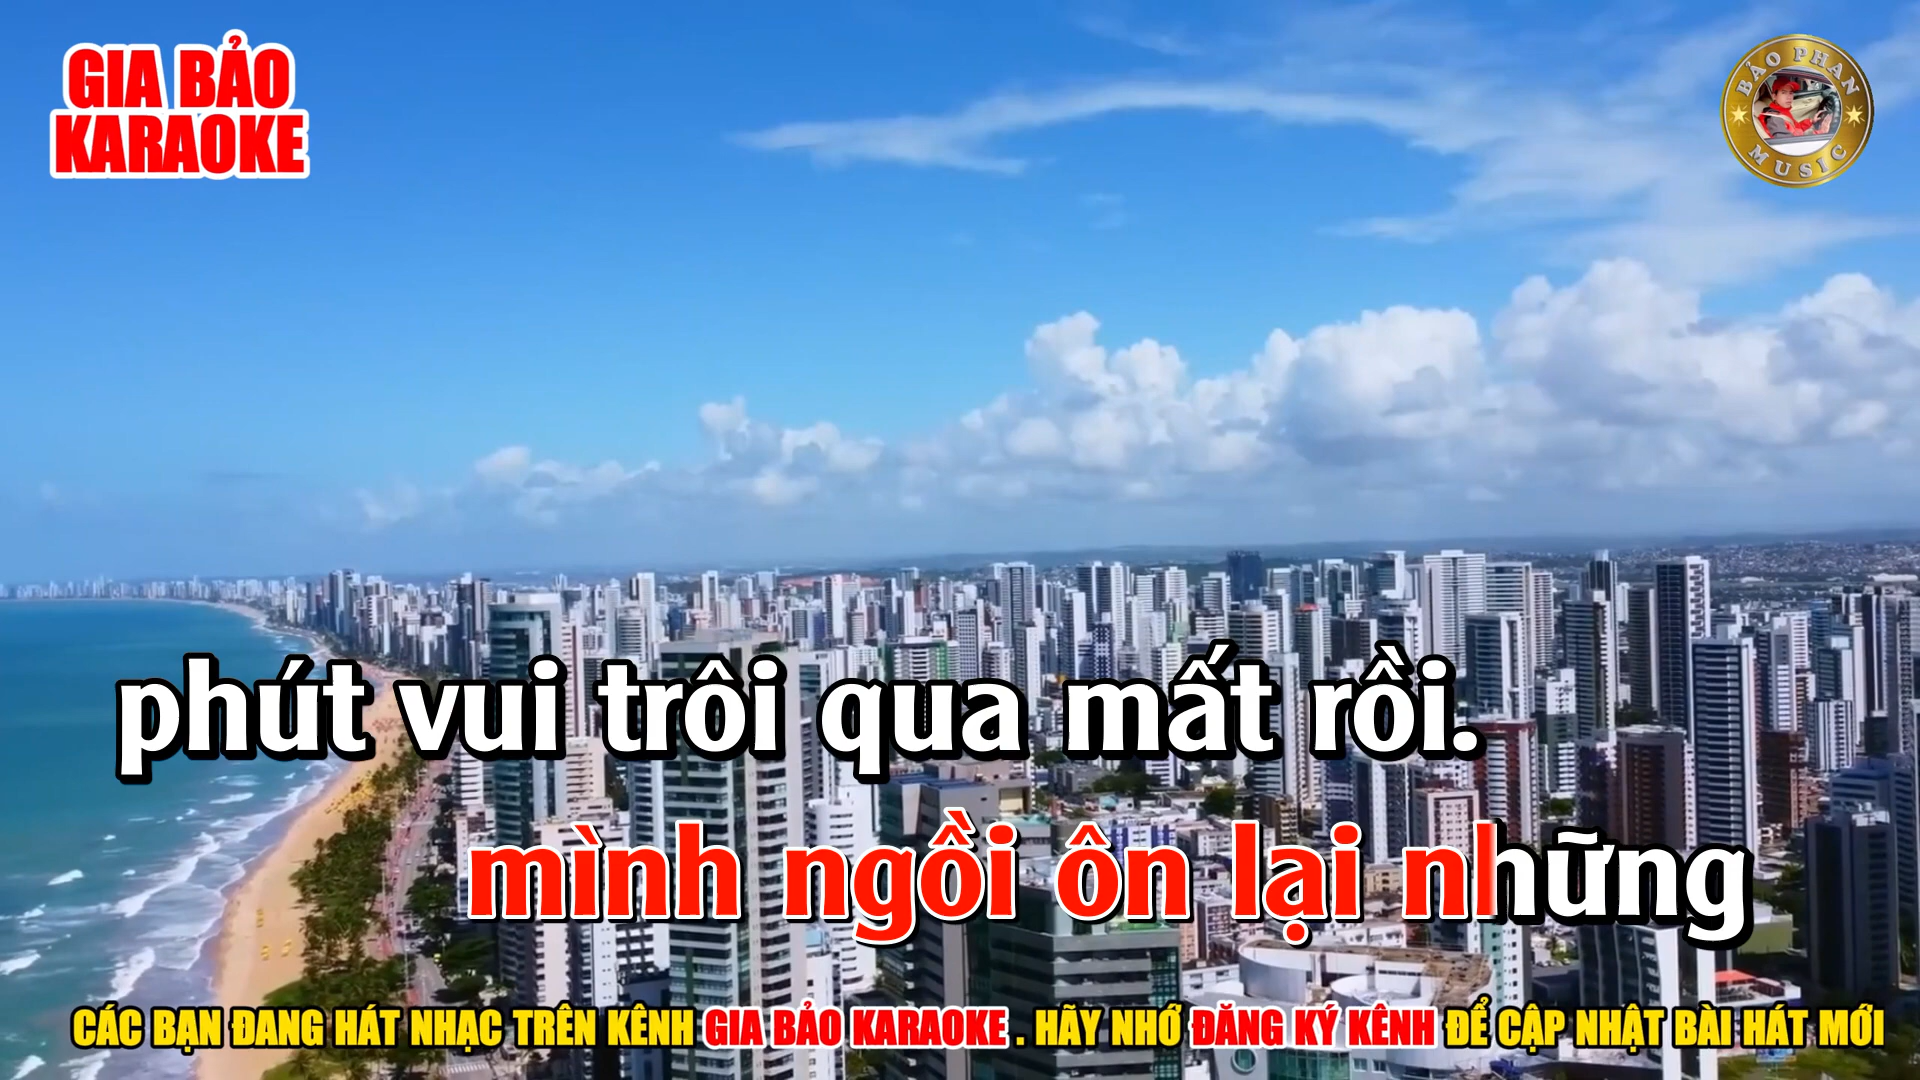 GIA BẢO
KARAOKE
BẢO PHAN
MUSIC
phút vui trôi qua mất rồi.
mình ngồi ôn lại những
CÁC BẠN ĐANG HÁT NHẠC TRÊN KÊNH GIA BẢO KARAOKE . HÃY NHỚ ĐĂNG KÝ KÊNH ĐỂ CẬP NHẬT BÀI HÁT MỚI